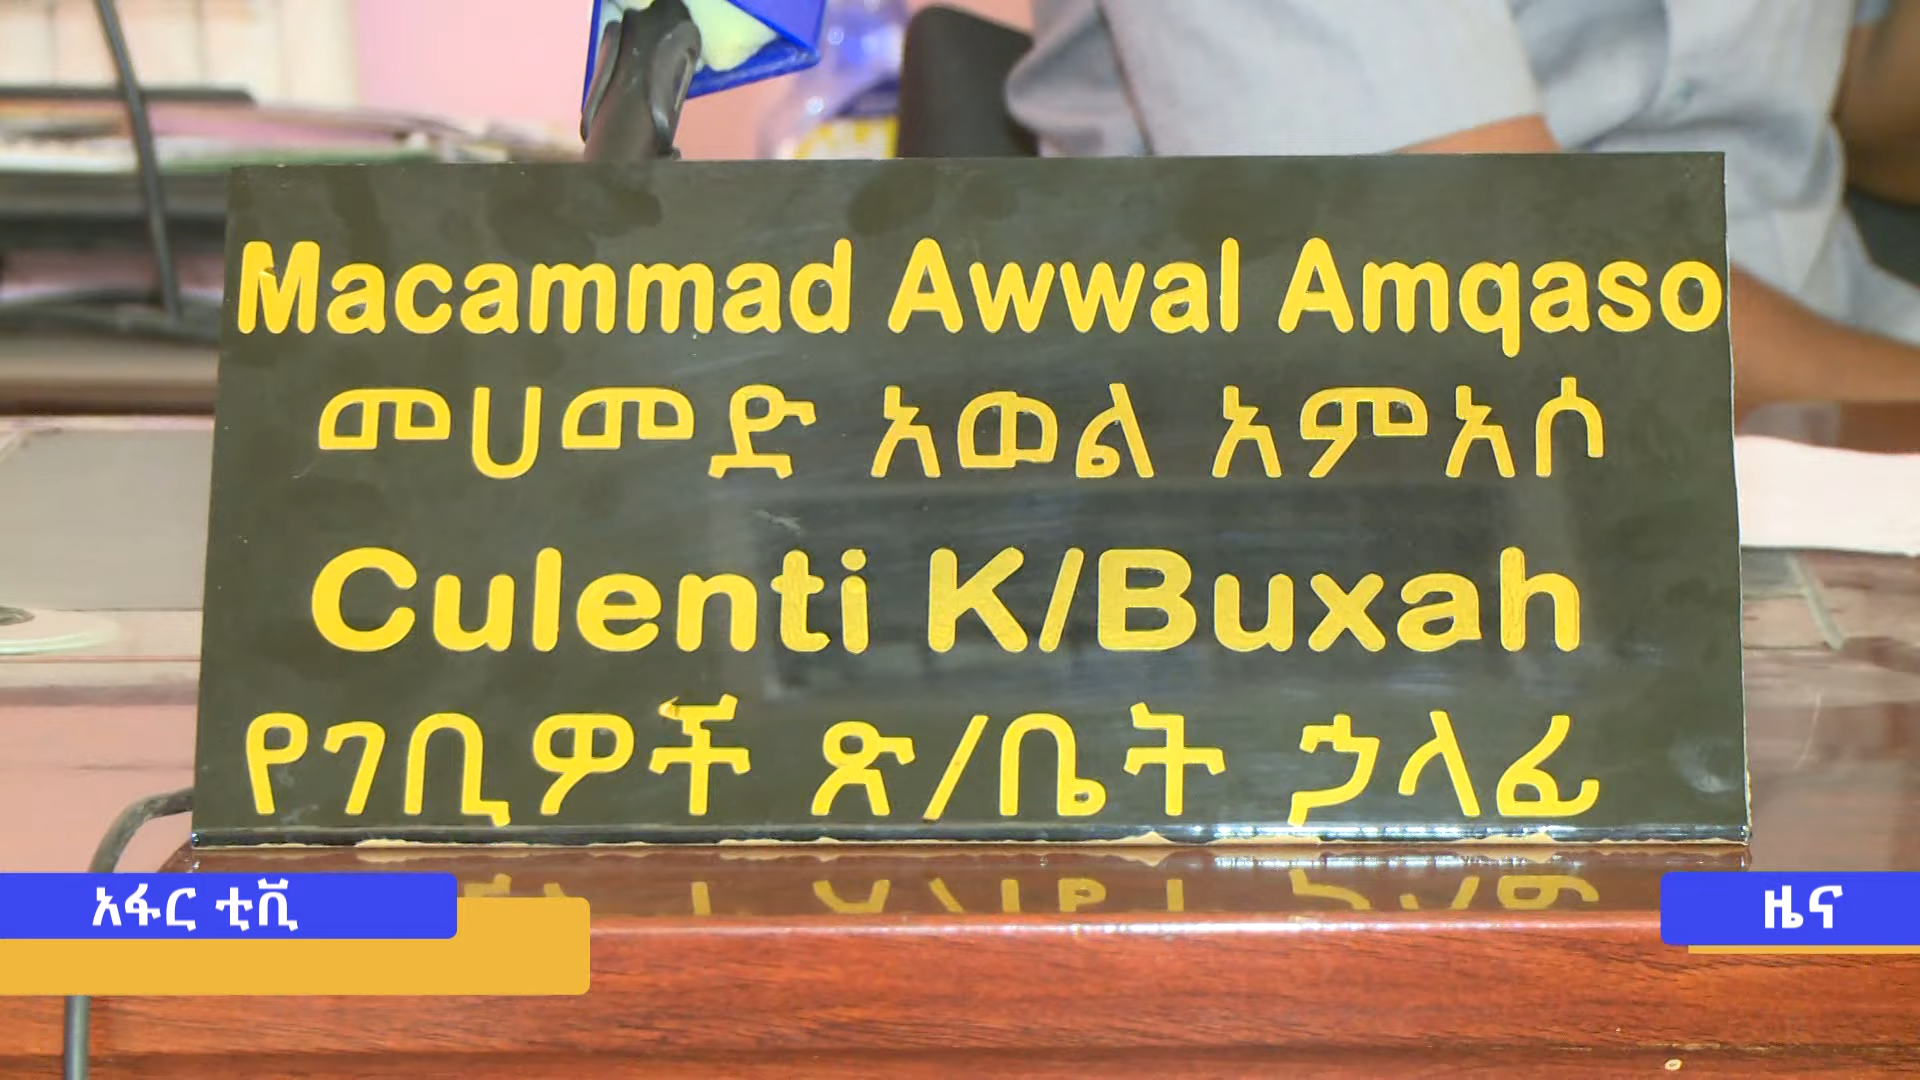 Macammad Awwal Amqaso
መሀመድ አወል አምአሶ
Culenti K/Buxah
የገቢዎች ጽ/ቤት ኃላፊ
አፋር ቲቪ
ዜና